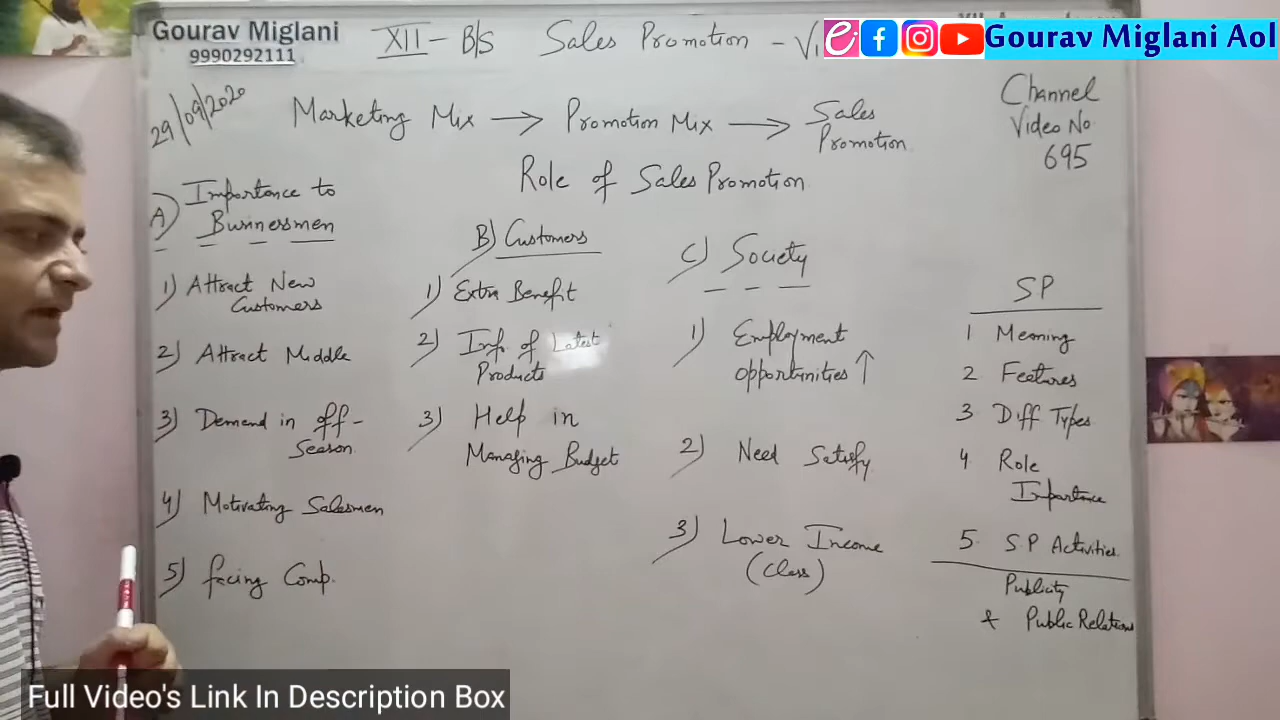 Gourav Miglani
9990292111
XII - B/S Sales Promotion - VI
Gourav Miglani Aol
29/09/2020
Marketing Mix → Promotion Mix → Sales Promotion
Channel
Video No.
695
Role of Sales Promotion
A) Importance to
Businessmen
1) Attract New
Customers
2) Attract Middle
3) Demand in off-
Season
4) Motivating Salesmen
5) facing Comp.
B) Customers
1) Extra Benefit
2) Inf. of Latest
Products
3) Help in
Managing Budget
C) Society
1) Employment
opportunities ↑
2) Need Satisfy
3) Lower Income
(Class)
SP
1 Meaning
2 Features
3 Diff Types
4 Role
Importance
5. SP Activities
Publicity
& Public Relations
Full Video's Link In Description Box